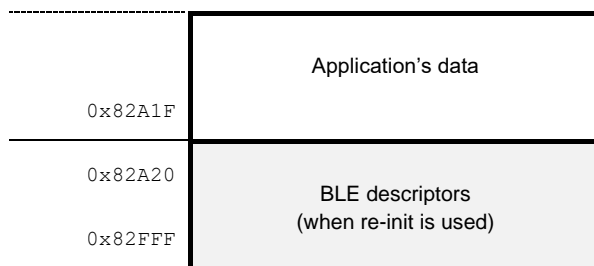 Application's data
0x82A1F
0x82A20
BLE descriptors
(when re-init is used)
0x82FFF